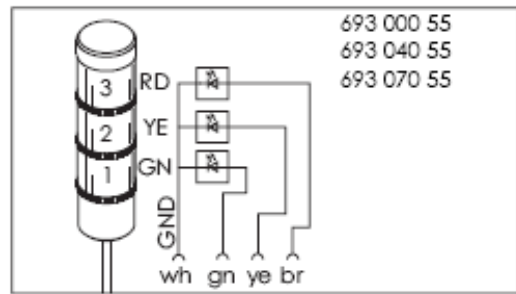 693 000 55
693 040 55
693 070 55
3 RD
2 YE
1 GN
GND
wh gn ye br